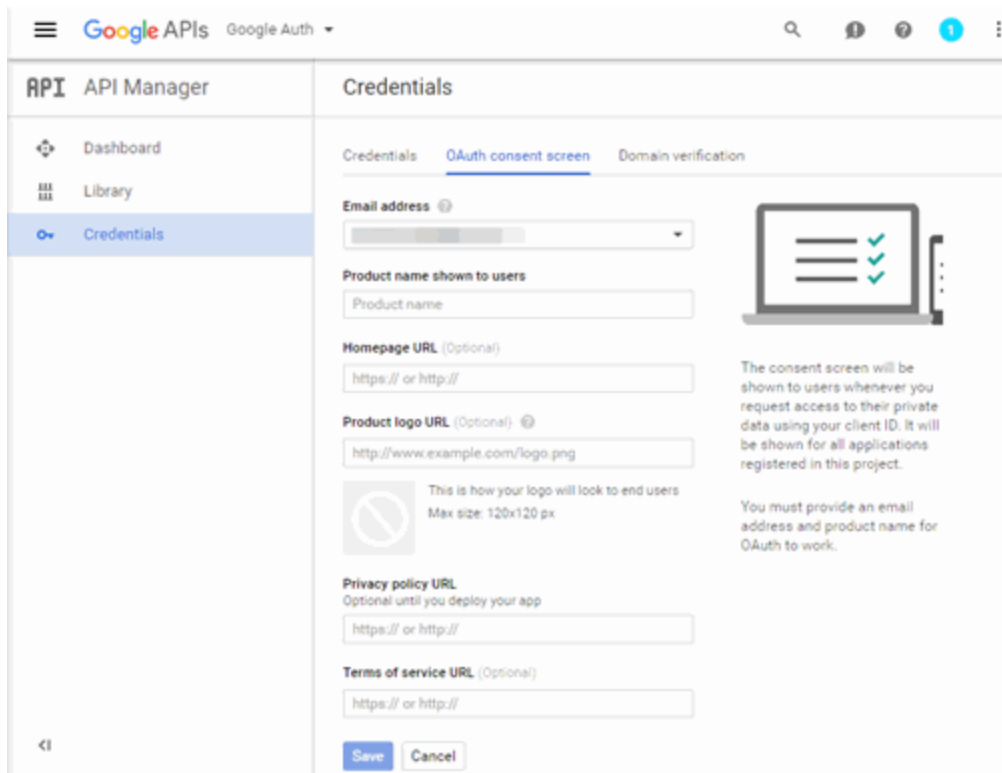 Google APIs Google Auth
1
API API Manager
Credentials
Dashboard
Library
Credentials
Credentials OAuth consent screen Domain verification
Email address
Product name shown to users
Product name
Homepage URL (Optional)
https:// or http://
Product logo URL (Optional)
http://www.example.com/logo.png
This is how your logo will look to end users
Max size: 120x120 px
Privacy policy URL
Optional until you deploy your app
https:// or http://
Terms of service URL (Optional)
https:// or http://
Save Cancel
The consent screen will be
shown to users whenever you
request access to their private
data using your client ID. It will
be shown for all applications
registered in this project.
You must provide an email
address and product name for
OAuth to work.